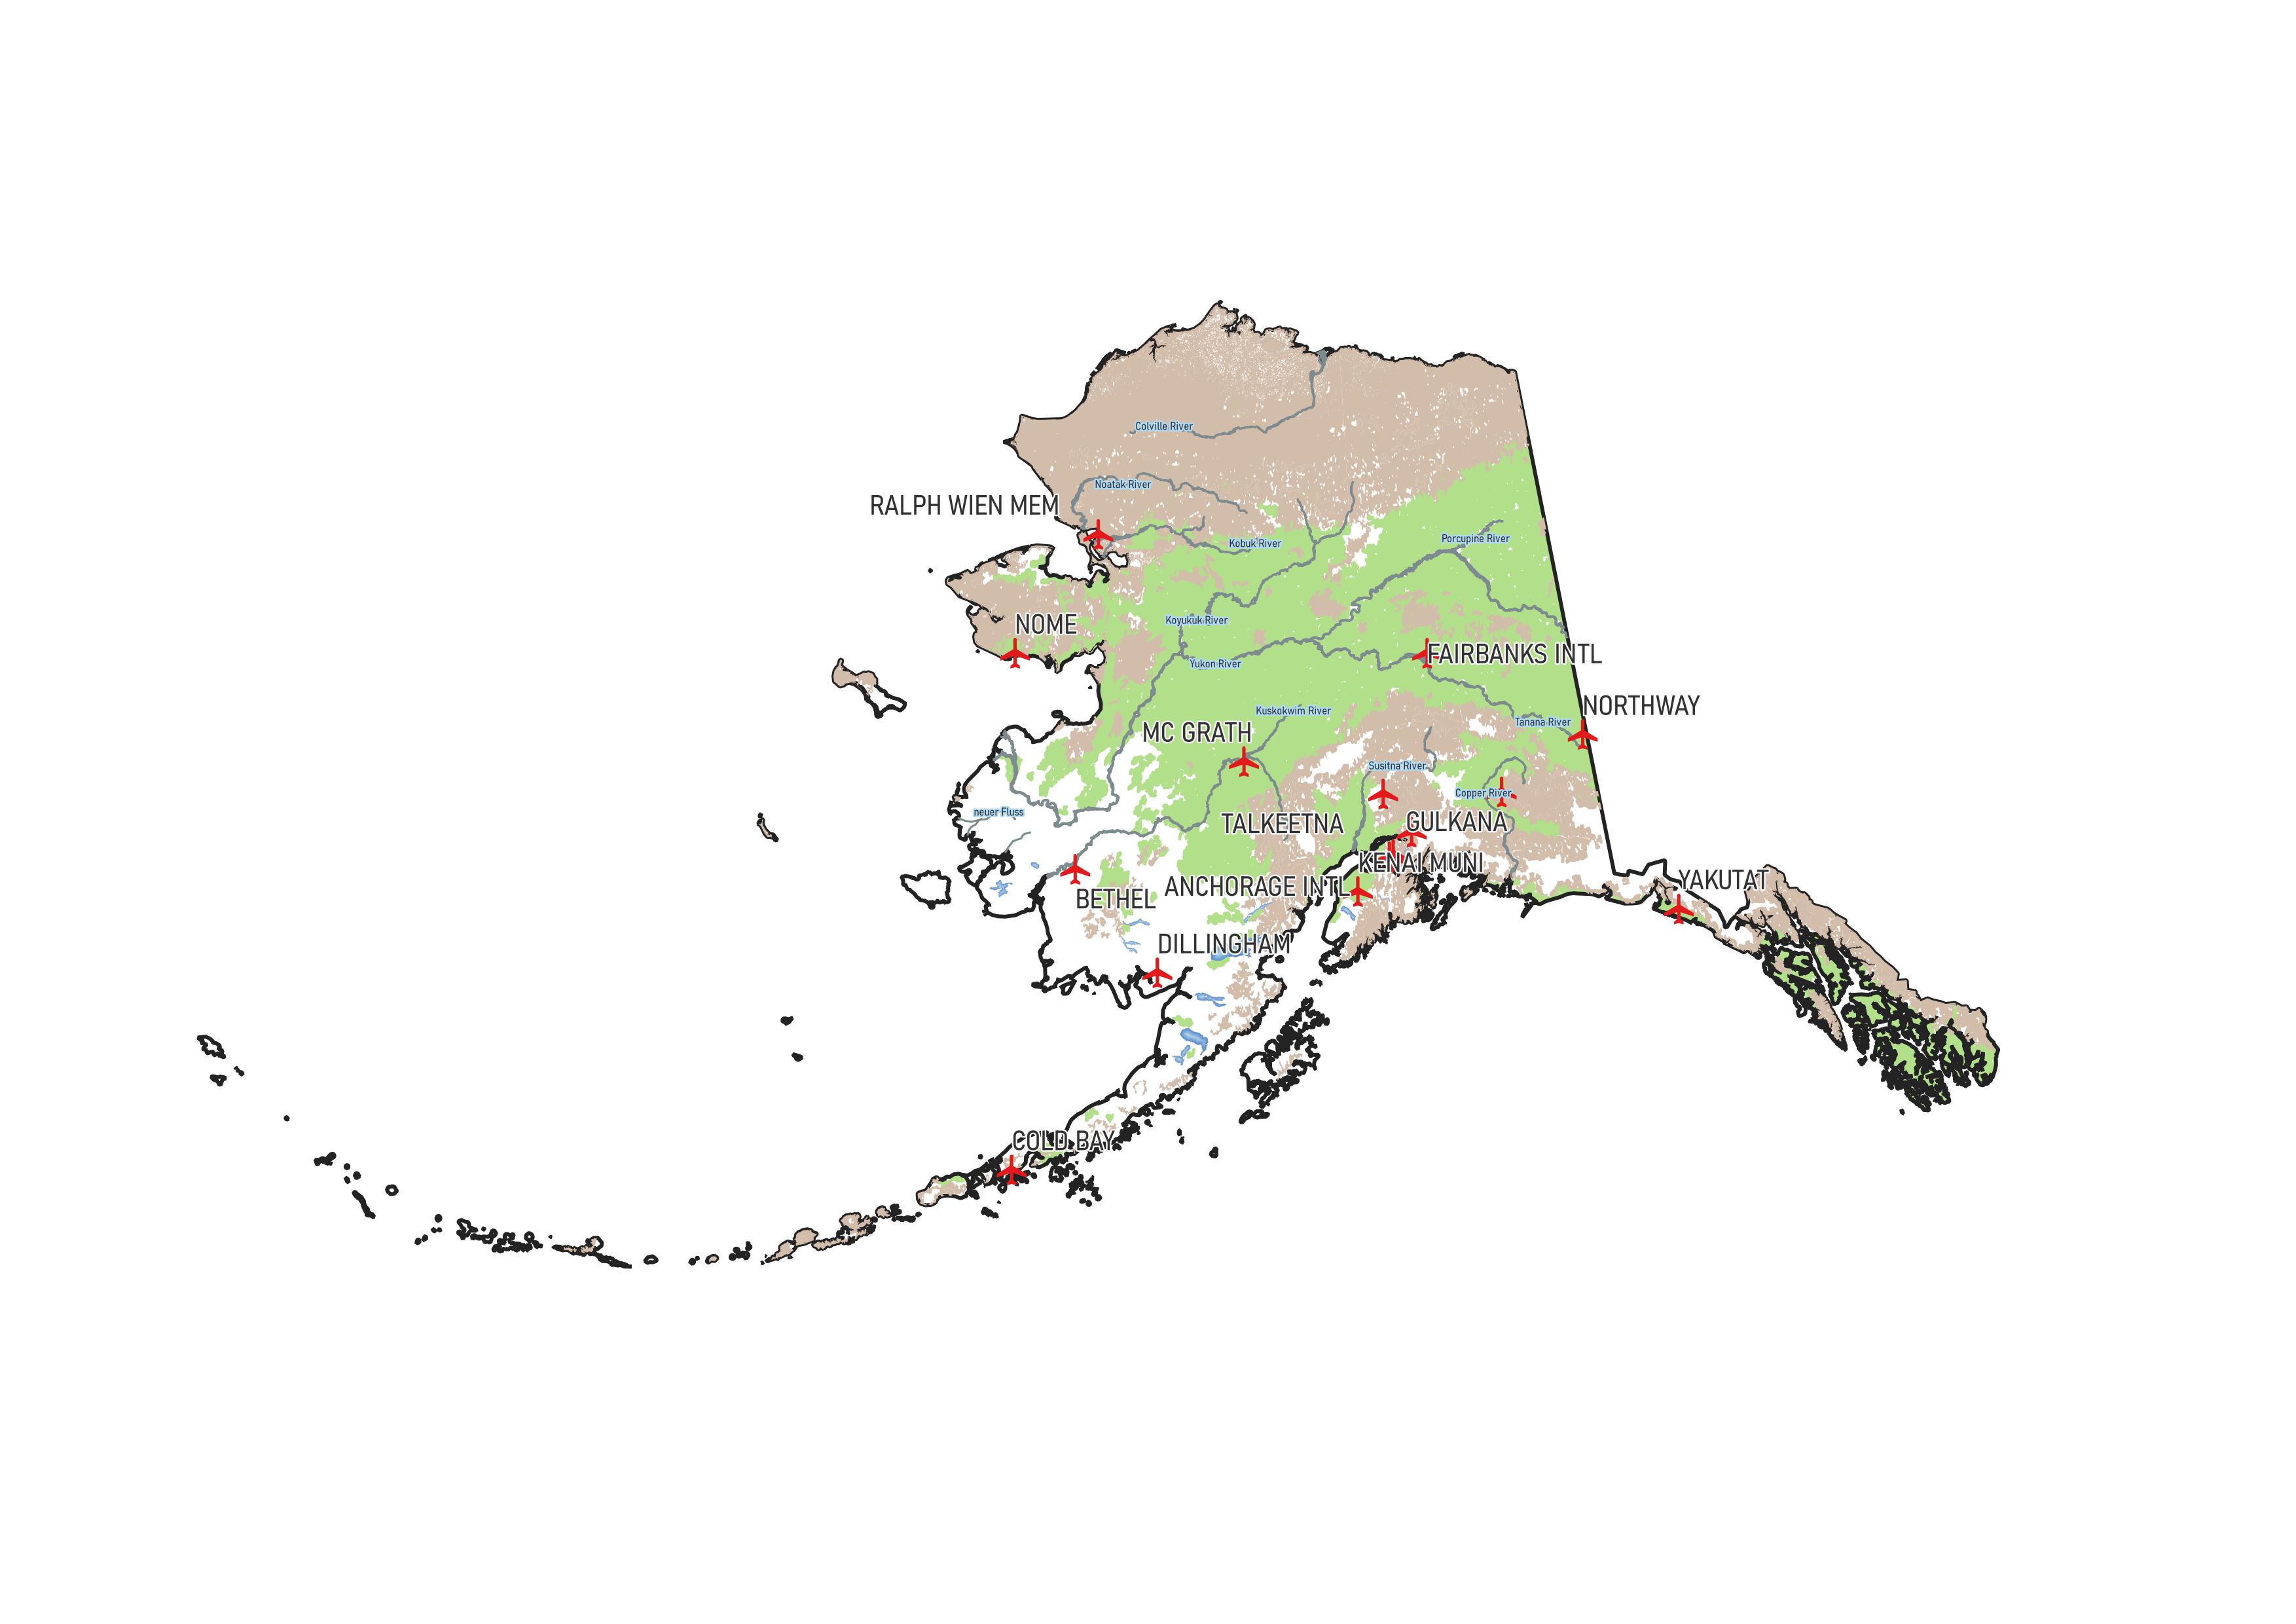 Colville River
Noatak River
RALPH WIEN MEM
Porcupine River
Kobuk River
Koyukuk River
NOME
FAIRBANKS INTL
Yukon River
NORTHWAY
Kuskokwim River
Tanana River
MC GRATH
Susitna River
Copper River
neuer Fluss
TALKEETNA
GULKANA
KENAI MUNI
YAKUTAT
ANCHORAGE INTL
BETHEL
DILLINGHAM
COLD BAY